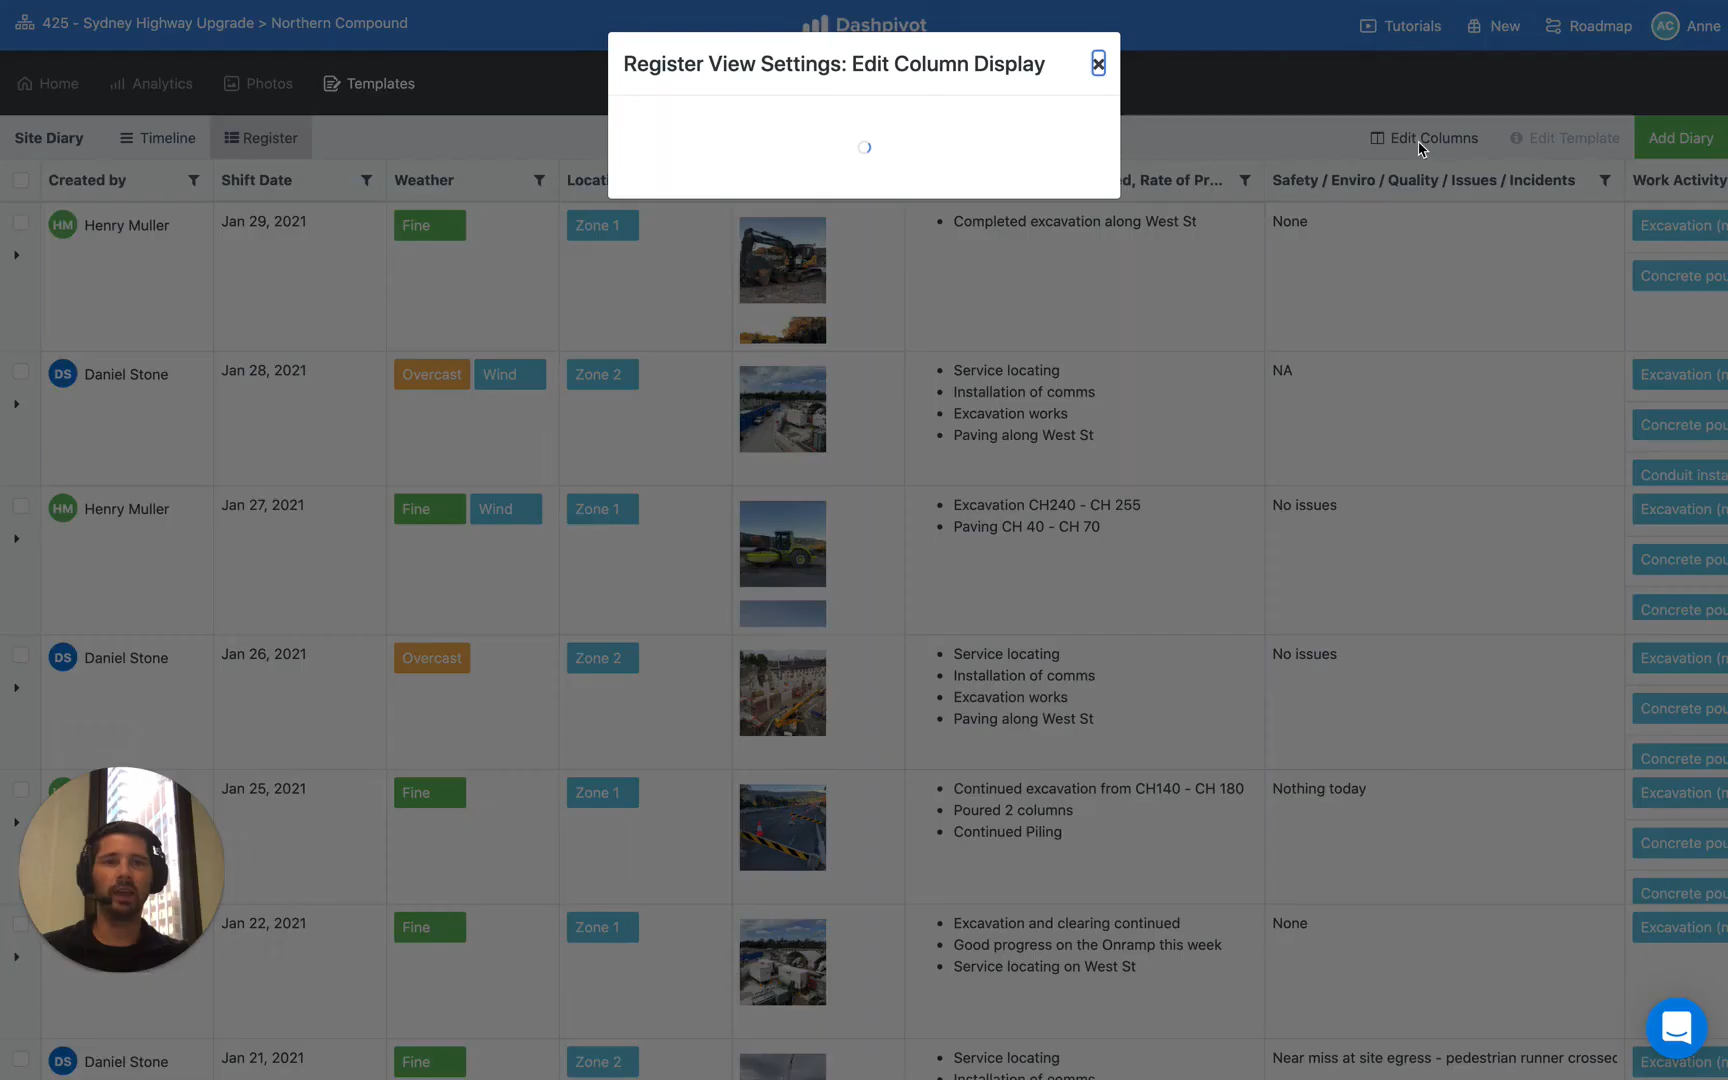 425 - Sydney Highway Upgrade > Northern Compound
Dashpivot
Tutorials
New
Roadmap
AC
Anne
Register View Settings: Edit Column Display
Home
Analytics
Photos
Templates
Site Diary
Timeline
Register
Edit Columns
Edit Template
Add Diary
Created by
Shift Date
Weather
Locati
d, Rate of Pr...
Safety / Enviro / Quality / Issues / Incidents
Work Activity
HM Henry Muller
Jan 29, 2021
Fine
Zone 1
Completed excavation along West St
None
Excavation (m
Concrete pou
DS Daniel Stone
Jan 28, 2021
Overcast
Wind
Zone 2
Service locating
Installation of comms
Excavation works
Paving along West St
NA
Excavation (m
Concrete pou
Conduit insta
HM Henry Muller
Jan 27, 2021
Fine
Wind
Zone 1
Excavation CH240 - CH 255
Paving CH 40 - CH 70
No issues
Excavation (m
Concrete pou
Concrete pou
DS Daniel Stone
Jan 26, 2021
Overcast
Zone 2
Service locating
Installation of comms
Excavation works
Paving along West St
No issues
Excavation (m
Concrete pou
Concrete pou
Jan 25, 2021
Fine
Zone 1
Continued excavation from CH140 - CH 180
Poured 2 columns
Continued Piling
Nothing today
Excavation (m
Concrete pou
Concrete pou
Jan 22, 2021
Fine
Zone 1
Excavation and clearing continued
Good progress on the Onramp this week
Service locating on West St
None
Excavation (m
DS Daniel Stone
Jan 21, 2021
Fine
Zone 2
Service locating
Installation of comms
Near miss at site egress - pedestrian runner crossed
Excavation (m